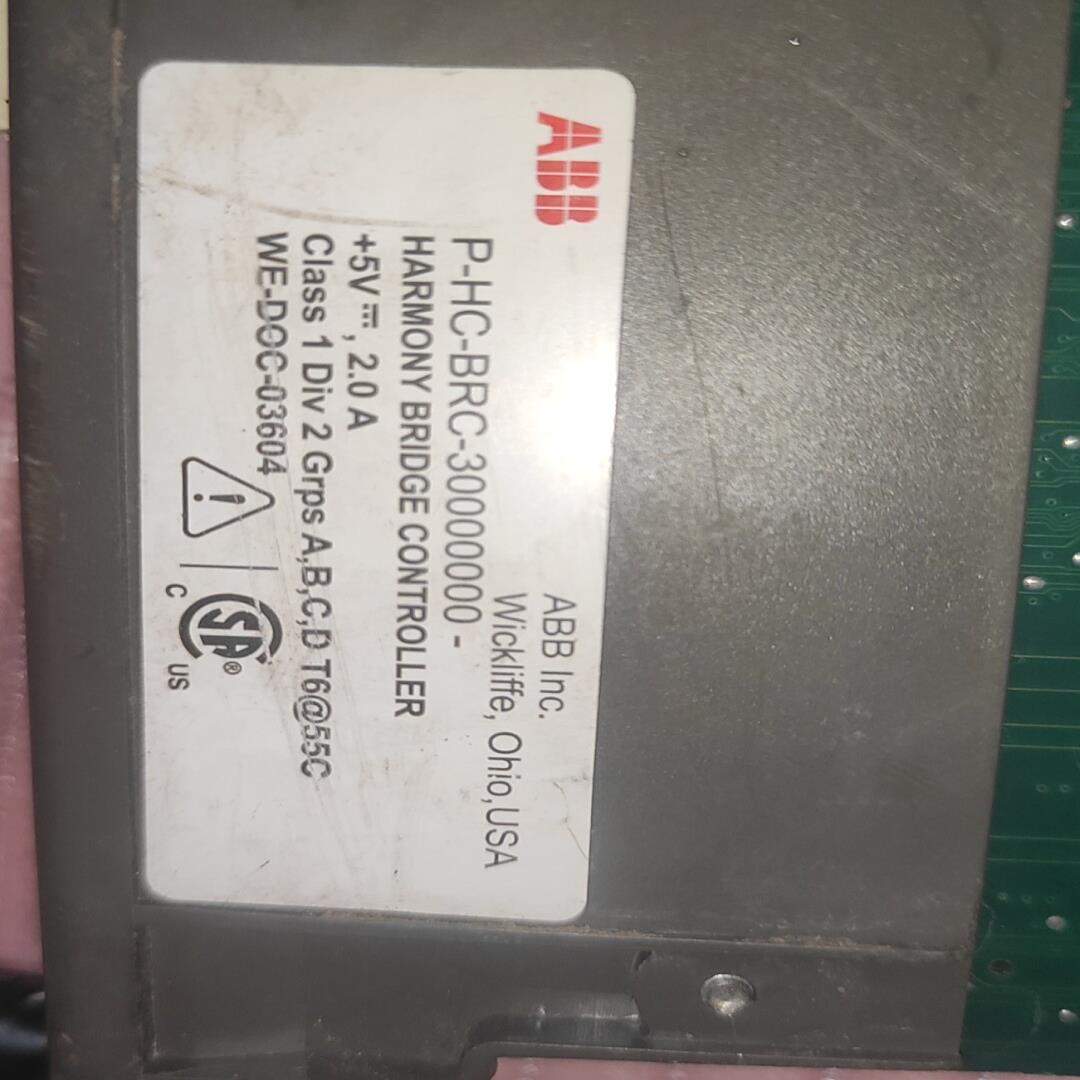 ABB
ABB Inc.
Wickliffe, Ohio, USA
P-HC-BRC-30000000 -
HARMONY BRIDGE CONTROLLER
+5V ⎓, 2.0 A
Class 1 Div 2 Grps A,B,C,D T6@55C
WE-DOC-03604
!
C SA® US